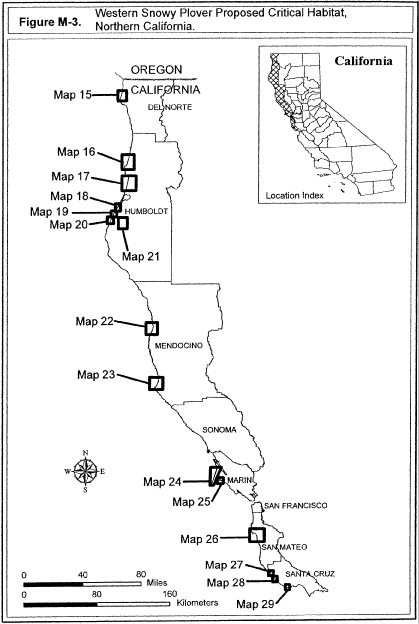 Figure M-3.
Western Snowy Plover Proposed Critical Habitat,
Northern California.
OREGON
CALIFORNIA
DEL NORTE
California
Location Index
Map 15
Map 16
Map 17
Map 18
Map 19
HUMBOLOT
Map 20
Map 21
Map 22
MENDOCINO
Map 23
SONOMA
N
W
E
S
Map 24
MARIN
Map 25
SAN FRANCISCO
Map 26
SAN MATEO
Map 27
SANTA CRUZ
Map 28
Map 29
0 40 80
Miles
0 80 160
Kilometers